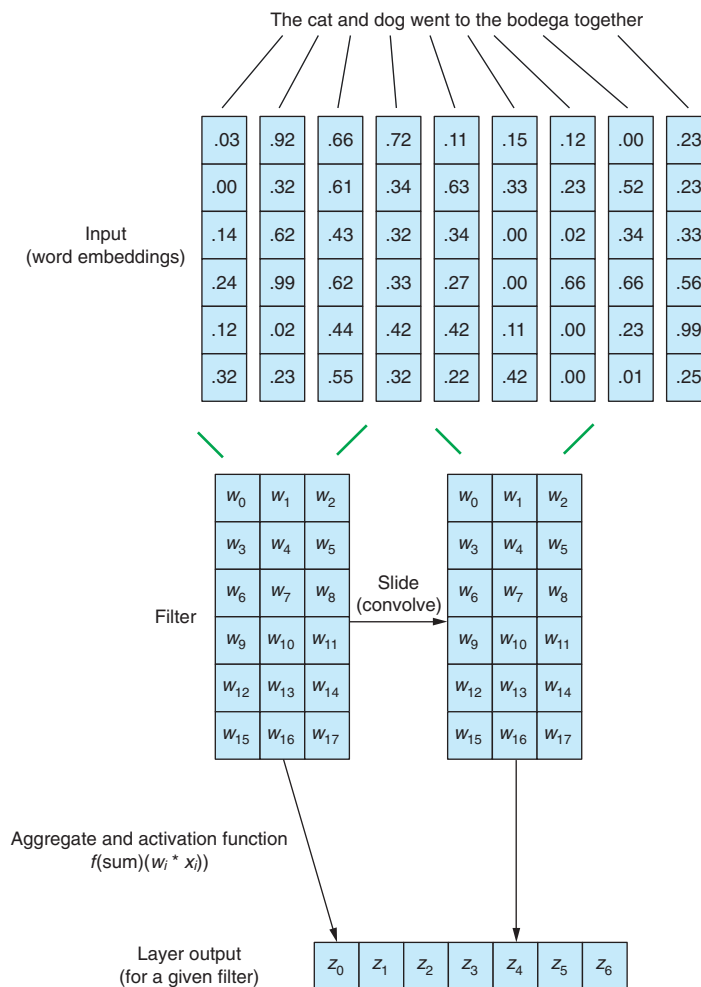 The cat and dog went to the bodega together
.03 .92 .66 .72 .11 .15 .12 .00 .23
.00 .32 .61 .34 .63 .33 .23 .52 .23
.14 .62 .43 .32 .34 .00 .02 .34 .33
Input
(word embeddings)
.24 .99 .62 .33 .27 .00 .66 .66 .56
.12 .02 .44 .42 .42 .11 .00 .23 .99
.32 .23 .55 .32 .22 .42 .00 .01 .25
w₀ w₁ w₂ w₀ w₁ w₂
w₃ w₄ w₅ w₃ w₄ w₅
w₆ w₇ w₈ w₆ w₇ w₈
Slide
(convolve)
Filter
w₉ w₁₀ w₁₁ w₉ w₁₀ w₁₁
w₁₂ w₁₃ w₁₄ w₁₂ w₁₃ w₁₄
w₁₅ w₁₆ w₁₇ w₁₅ w₁₆ w₁₇
Aggregate and activation function
f(sum)(wᵢ * xᵢ))
Layer output
(for a given filter)
z₀ z₁ z₂ z₃ z₄ z₅ z₆